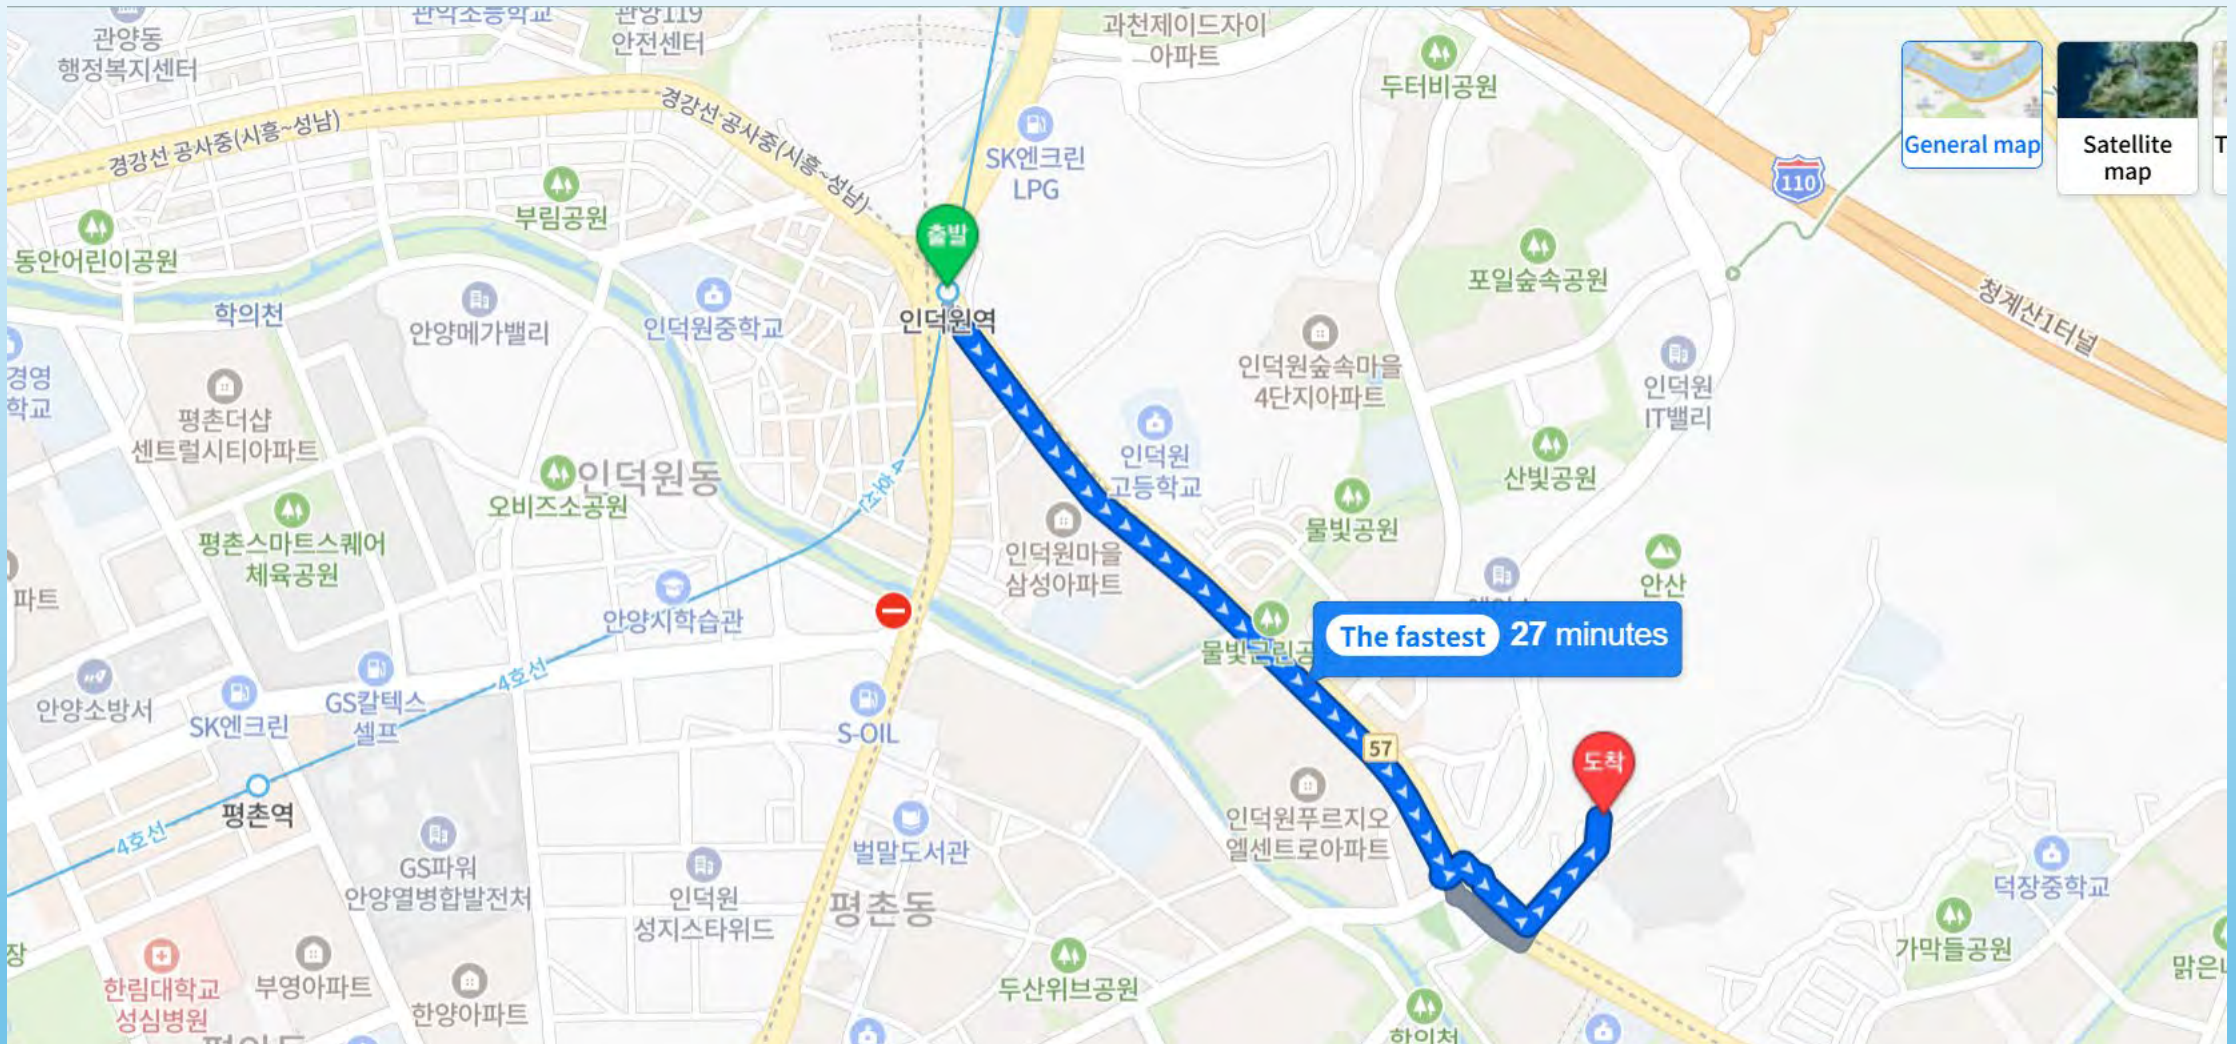 관악초등학교
관양119
안전센터
관양동
행정복지센터
과천제이드자이
아파트
두터비공원
General map
Satellite
map
T
110
경강선 공사중(시흥~성남)
경강선 공사중(시흥~성남)
SK엔크린
LPG
부림공원
동안어린이공원
학의천
출발
인덕원역
안양메가밸리
인덕원중학교
포일숲속공원
청계산1터널
인덕원숲속마을
4단지아파트
인덕원
IT밸리
경영
학교
평촌더샵
센트럴시티아파트
인덕원동
오비즈소공원
4호선
인덕원
고등학교
산빛공원
물빛공원
평촌스마트스퀘어
체육공원
인덕원마을
삼성아파트
안산
파트
안양시학습관
The fastest 27 minutes
물빛근린공
안양소방서
SK엔크린
GS칼텍스
셀프
4호선
S-OIL
57
도착
평촌역
4호선
인덕원푸르지오
엘센트로아파트
GS파워
안양열병합발전처
벌말도서관
평촌동
인덕원
성지스타위드
덕장중학교
가막들공원
맑은
장
한림대학교
성심병원
부영아파트
한양아파트
두산위브공원
학의천